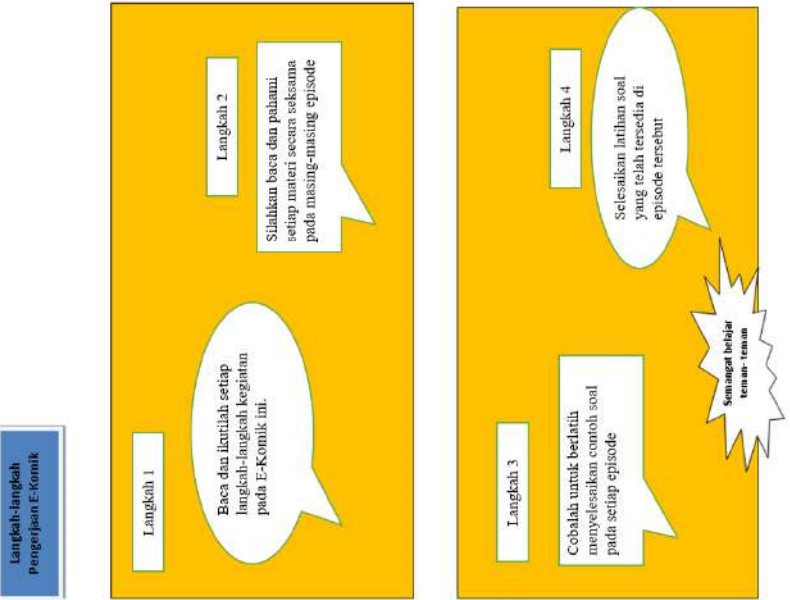 Langkah-langkah
Pengerjaan E-Komik
Langkah 1
Baca dan ikutilah setiap
langkah-langkah kegiatan
pada E-Komik ini.
Langkah 2
Silahkan baca dan pahami
setiap materi secara seksama
pada masing-masing episode
Langkah 3
Cobalah untuk berlatih
menyelesaikan contoh soal
pada setiap episode
Langkah 4
Selesaikan latihan soal
yang telah tersedia di
episode tersebut
Semangat belajar
teman- teman